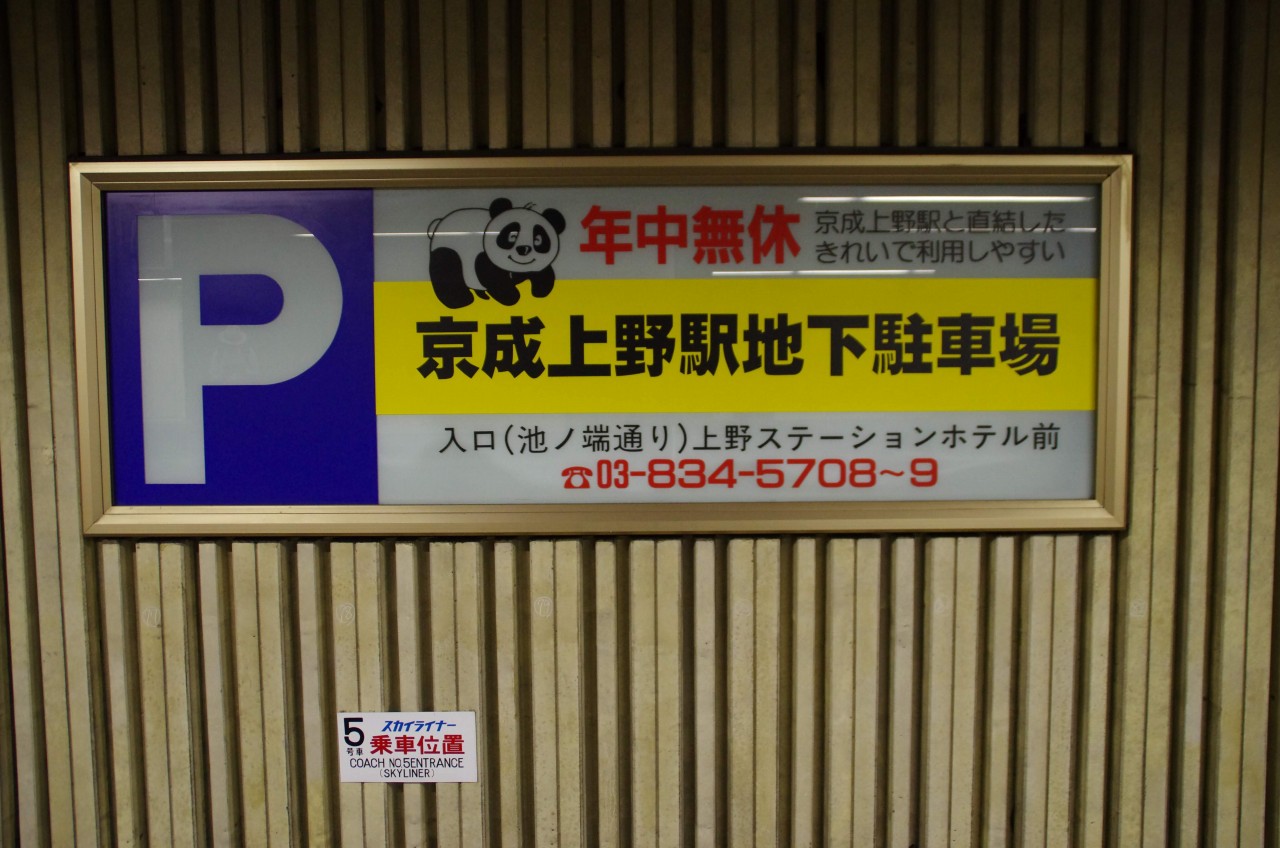 P
年中無休
京成上野駅と直結した
きれいで利用しやすい
京成上野駅地下駐車場
入口(池ノ端通り)上野ステーションホテル前
☎03-834-5708〜9
5号車
スカイライナー
乗車位置
COACH NO.5ENTRANCE
(SKYLINER)